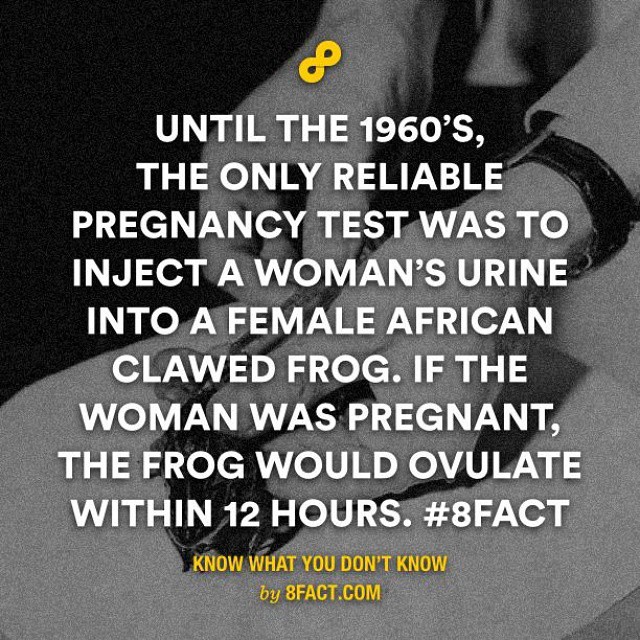 UNTIL THE 1960'S,
THE ONLY RELIABLE
PREGNANCY TEST WAS TO
INJECT A WOMAN'S URINE
INTO A FEMALE AFRICAN
CLAWED FROG. IF THE
WOMAN WAS PREGNANT,
THE FROG WOULD OVULATE
WITHIN 12 HOURS. #8FACT
KNOW WHAT YOU DON'T KNOW
by 8FACT.COM